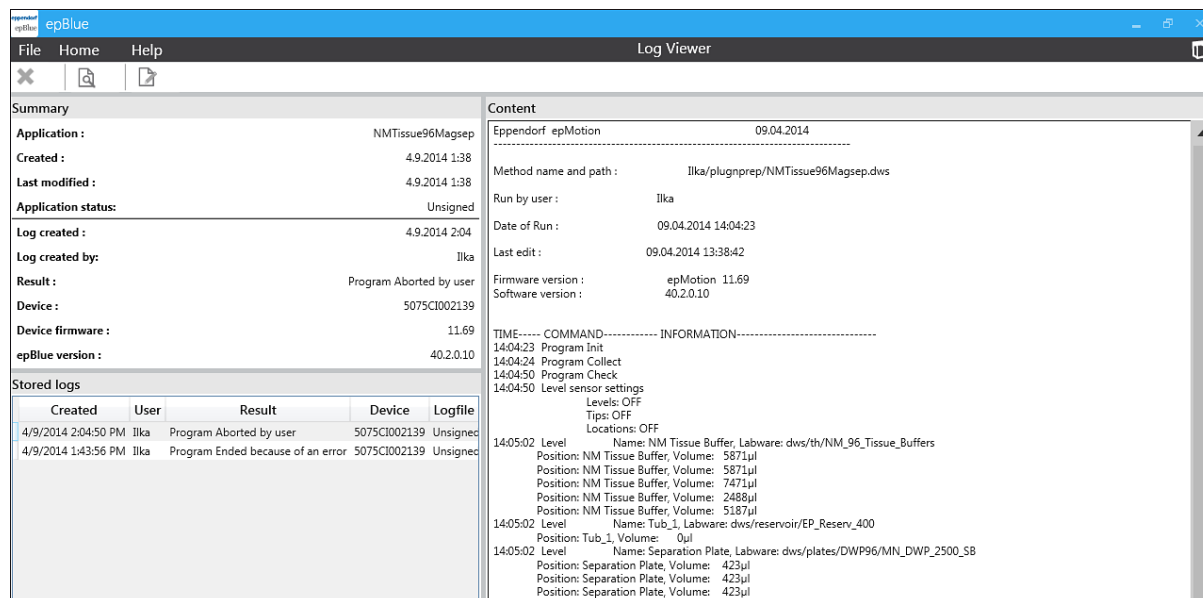 eppendorf
epBlue
epBlue
File Home Help Log Viewer
Summary
Application : NMTissue96Magsep
Created : 4.9.2014 1:38
Last modified : 4.9.2014 1:38
Application status: Unsigned
Log created : 4.9.2014 2:04
Log created by: Ilka
Result : Program Aborted by user
Device : 5075CI002139
Device firmware : 11.69
epBlue version : 40.2.0.10
Stored logs
Created User Result Device Logfile
4/9/2014 2:04:50 PM Ilka Program Aborted by user 5075CI002139 Unsigned
4/9/2014 1:43:56 PM Ilka Program Ended because of an error 5075CI002139 Unsigned
Content
Eppendorf epMotion 09.04.2014
-------------------------------------------------------------------------------
Method name and path : Ilka/plugnprep/NMTissue96Magsep.dws
Run by user : Ilka
Date of Run : 09.04.2014 14:04:23
Last edit : 09.04.2014 13:38:42
Firmware version : epMotion 11.69
Software version : 40.2.0.10
TIME----- COMMAND------------ INFORMATION-------------------------------
14:04:23 Program Init
14:04:24 Program Collect
14:04:50 Program Check
14:04:50 Level sensor settings
Levels: OFF
Tips: OFF
Locations: OFF
14:05:02 Level Name: NM Tissue Buffer, Labware: dws/th/NM_96_Tissue_Buffers
Position: NM Tissue Buffer, Volume: 5871µl
Position: NM Tissue Buffer, Volume: 5871µl
Position: NM Tissue Buffer, Volume: 7471µl
Position: NM Tissue Buffer, Volume: 2488µl
Position: NM Tissue Buffer, Volume: 5187µl
14:05:02 Level Name: Tub_1, Labware: dws/reservoir/EP_Reserv_400
Position: Tub_1, Volume: 0µl
14:05:02 Level Name: Separation Plate, Labware: dws/plates/DWP96/MN_DWP_2500_SB
Position: Separation Plate, Volume: 423µl
Position: Separation Plate, Volume: 423µl
Position: Separation Plate, Volume: 423µl